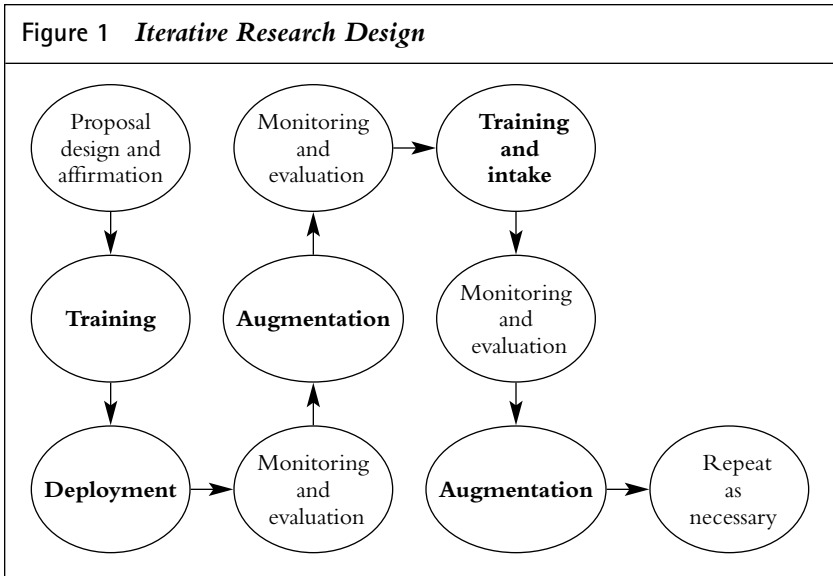 Figure 1 Iterative Research Design
Proposal
design and
affirmation
Training
Deployment
Monitoring
and
evaluation
Augmentation
Monitoring
and
evaluation
Training
and
intake
Monitoring
and
evaluation
Augmentation
Repeat
as
necessary